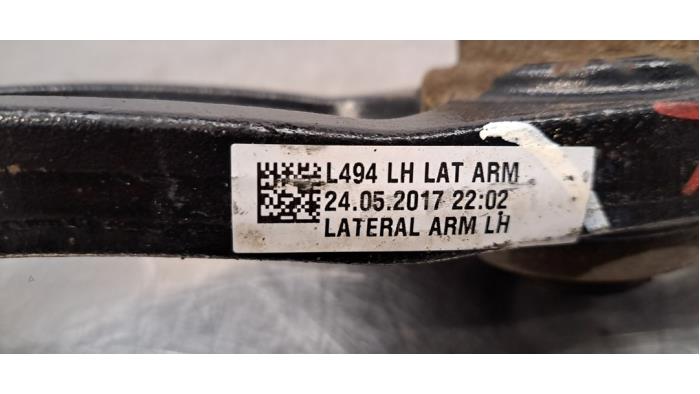 L494 LH LAT ARM
24.05.2017 22:02
LATERAL ARM LH